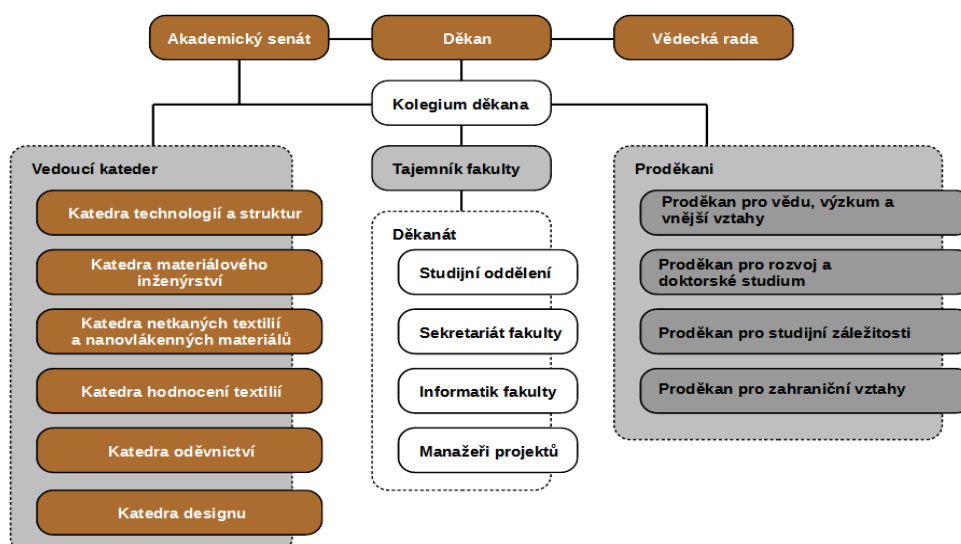 Akademický senát
Děkan
Vědecká rada
Kolegium děkana
Vedoucí kateder
Katedra technologií a struktur
Katedra materiálového
inženýrství
Katedra netkaných textilií
a nanovlákenných materiálů
Katedra hodnocení textilií
Katedra oděvnictví
Katedra designu
Tajemník fakulty
Děkanát
Studijní oddělení
Sekretariát fakulty
Informatik fakulty
Manažeři projektů
Proděkani
Proděkan pro vědu, výzkum a
vnější vztahy
Proděkan pro rozvoj a
doktorské studium
Proděkan pro studijní záležitosti
Proděkan pro zahraniční vztahy